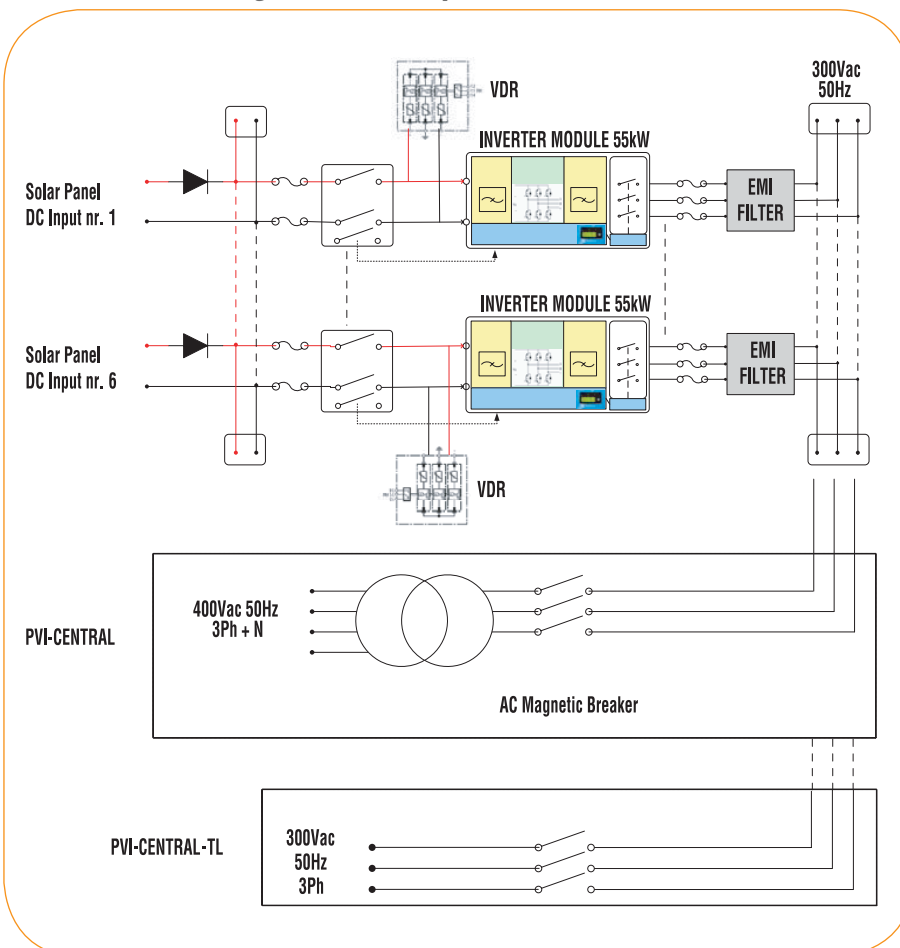 300Vac
50Hz
VDR
INVERTER MODULE 55kW
Solar Panel
DC Input nr. 1
EMI
FILTER
INVERTER MODULE 55kW
Solar Panel
DC Input nr. 6
EMI
FILTER
VDR
PVI-CENTRAL
400Vac 50Hz
3Ph + N
AC Magnetic Breaker
PVI-CENTRAL-TL
300Vac
50Hz
3Ph